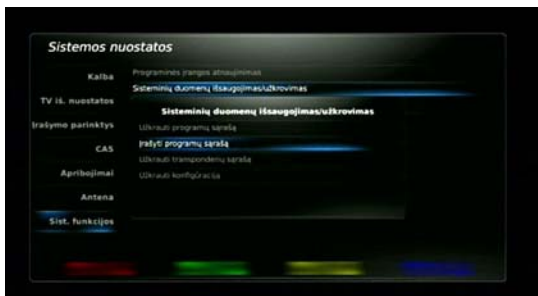 Sistemos nuostatos
Kalba
TV iš. nuostatos
Įrašymo parinktys
CAS
Apribojimai
Antena
Sist. funkcijos
Programinės įrangos atnaujinimas
Sisteminių duomenų išsaugojimas/užkrovimas
Sisteminių duomenų išsaugojimas/užkrovimas
Užkrauti programų sąrašą
Įrašyti programų sąrašą
Užkrauti transponderių sąrašą
Užkrauti konfigūraciją